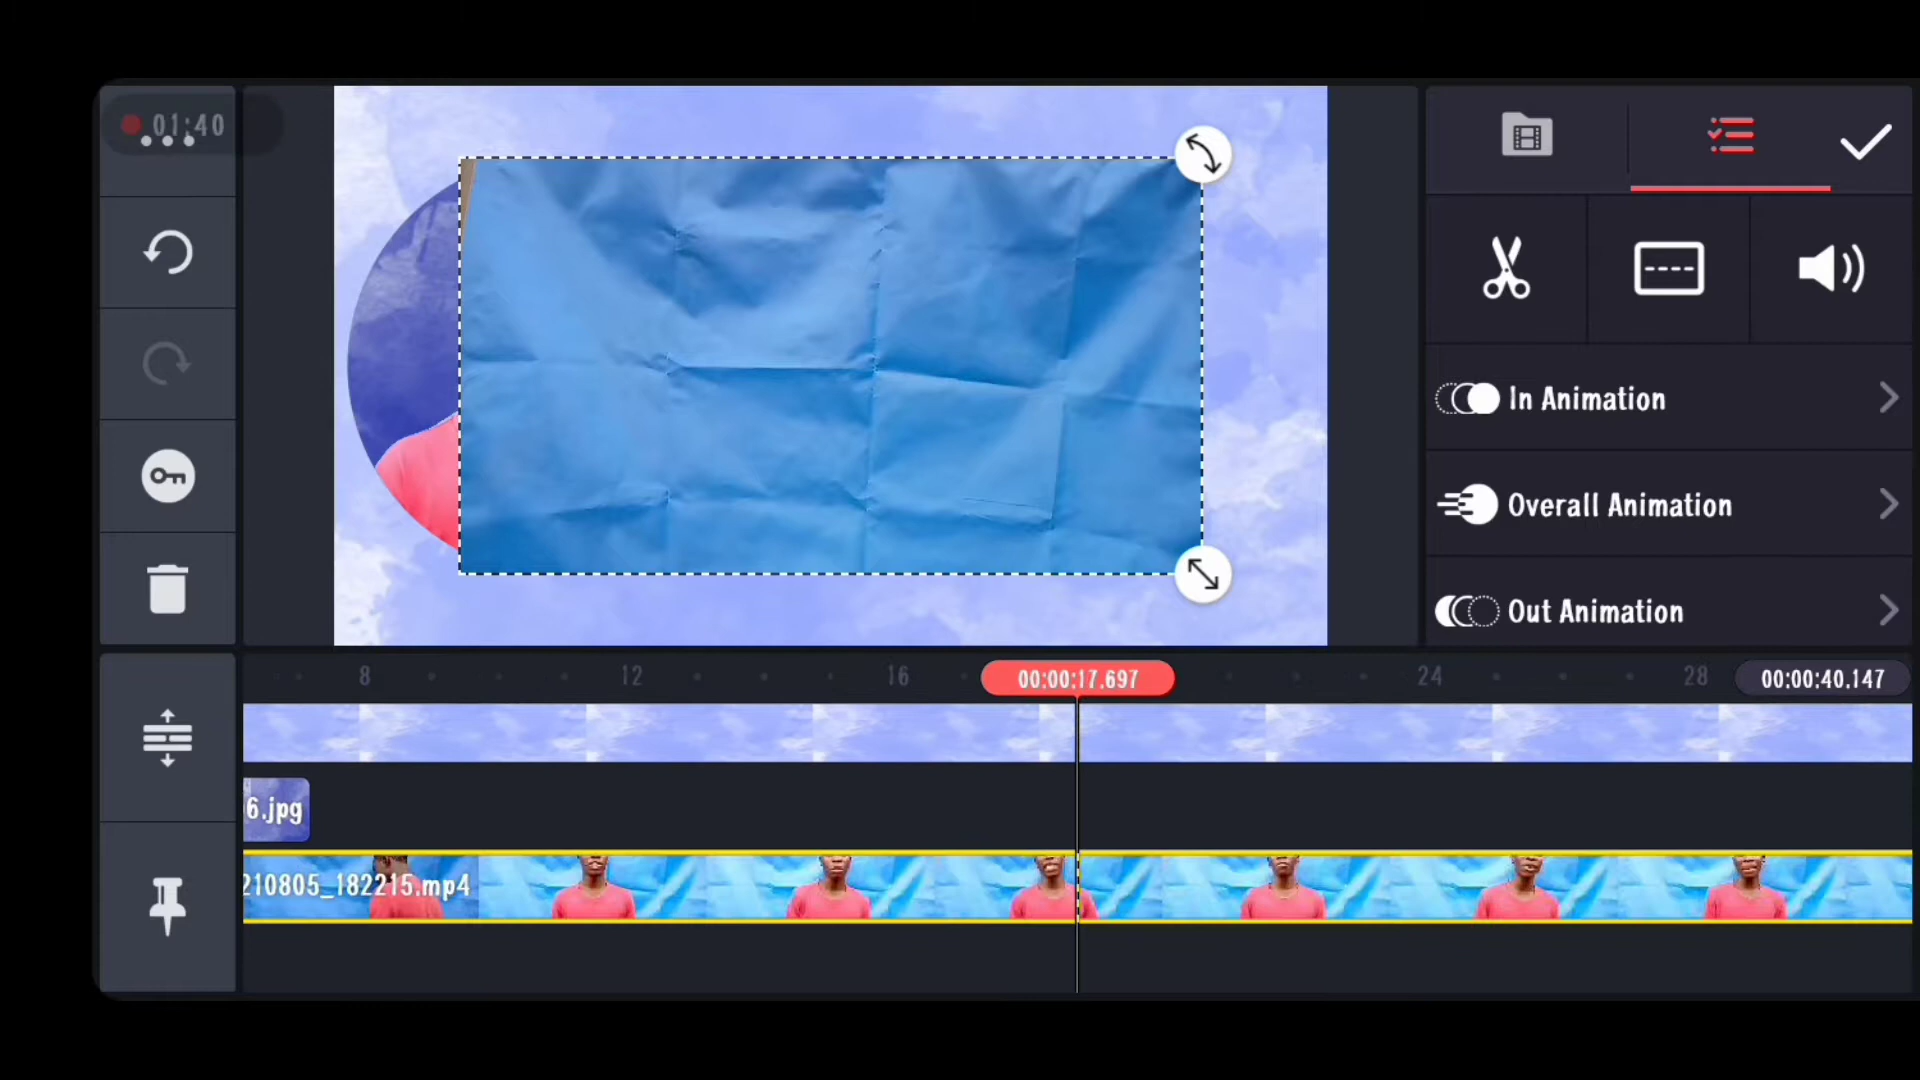 01:40
In Animation
Overall Animation
Out Animation
8
12
16
00:00:17.697
24
28
00:00:40.147
6.jpg
210805_182215.mp4